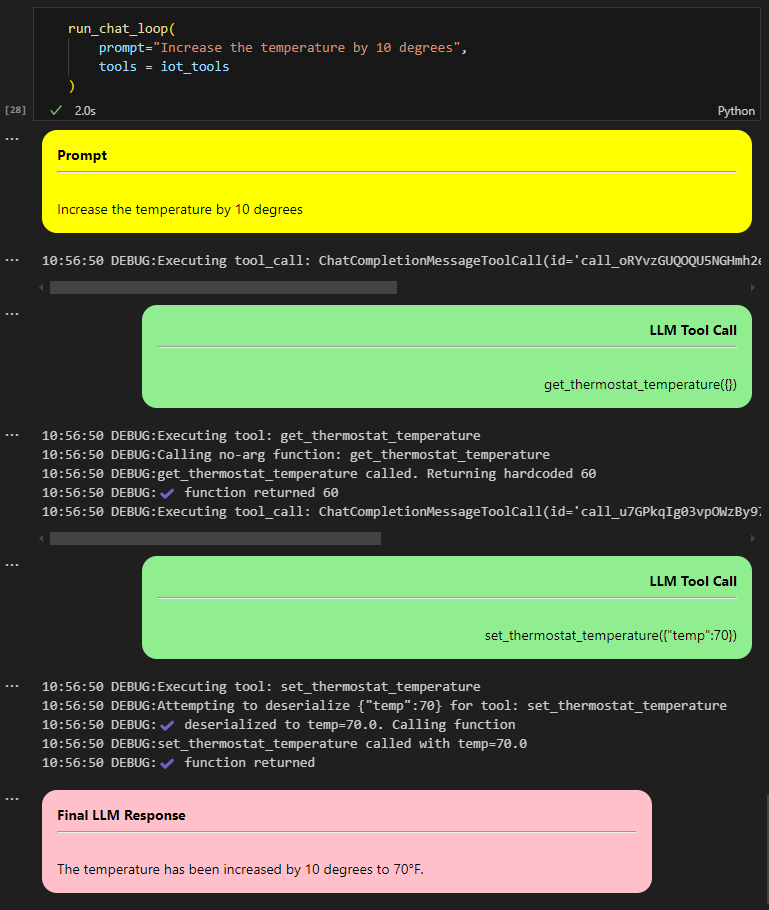 run_chat_loop(
    prompt="Increase the temperature by 10 degrees",
    tools = iot_tools
)
[28]
2.0s
Python
Prompt
Increase the temperature by 10 degrees
10:56:50 DEBUG:Executing tool_call: ChatCompletionMessageToolCall(id='call_oRYvzGUQOQU5NGHmh2e
LLM Tool Call
get_thermostat_temperature({})
10:56:50 DEBUG:Executing tool: get_thermostat_temperature
10:56:50 DEBUG:Calling no-arg function: get_thermostat_temperature
10:56:50 DEBUG:get_thermostat_temperature called. Returning hardcoded 60
10:56:50 DEBUG:✔ function returned 60
10:56:50 DEBUG:Executing tool_call: ChatCompletionMessageToolCall(id='call_u7GPkqIg03vpOWzBy97
LLM Tool Call
set_thermostat_temperature({"temp":70})
10:56:50 DEBUG:Executing tool: set_thermostat_temperature
10:56:50 DEBUG:Attempting to deserialize {"temp":70} for tool: set_thermostat_temperature
10:56:50 DEBUG:✔ deserialized to temp=70.0. Calling function
10:56:50 DEBUG:set_thermostat_temperature called with temp=70.0
10:56:50 DEBUG:✔ function returned
Final LLM Response
The temperature has been increased by 10 degrees to 70°F.